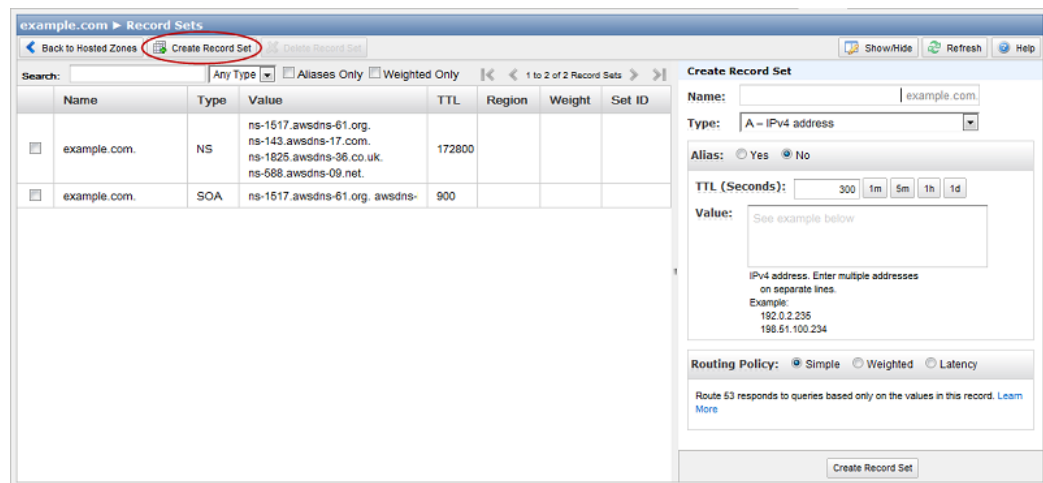 example.com ▶ Record Sets
Back to Hosted Zones Create Record Set Delete Record Set Show/Hide Refresh Help
Search: Any Type Aliases Only Weighted Only 1 to 2 of 2 Record Sets
Name Type Value TTL Region Weight Set ID
example.com. NS ns-1517.awsdns-61.org. 172800
ns-143.awsdns-17.com.
ns-1825.awsdns-36.co.uk.
ns-588.awsdns-09.net.
example.com. SOA ns-1517.awsdns-61.org. awsdns- 900
Create Record Set
Name: example.com.
Type: A – IPv4 address
Alias: Yes No
TTL (Seconds): 300 1m 5m 1h 1d
Value: See example below
IPv4 address. Enter multiple addresses
on separate lines.
Example:
192.0.2.235
198.51.100.234
Routing Policy: Simple Weighted Latency
Route 53 responds to queries based only on the values in this record. Learn
More
Create Record Set